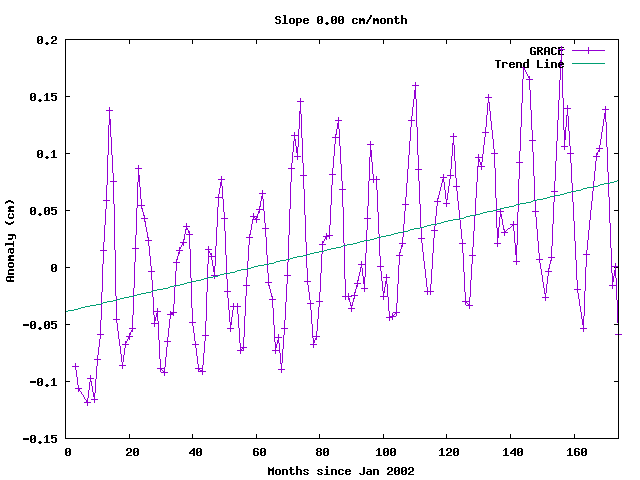 Slope 0.00 cm/month
0.2
GRACE
Trend Line
0.15
0.1
0.05
Anomaly (cm)
0
-0.05
-0.1
-0.15
0 20 40 60 80 100 120 140 160
Months since Jan 2002